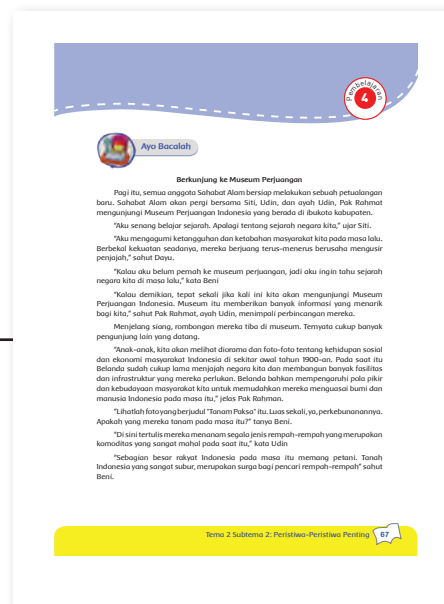 Pembelajaran
4
Ayo Bacalah
Berkunjung ke Museum Perjuangan
Pagi itu, semua anggota Sahabat Alam bersiap melakukan sebuah petualangan
baru. Sahabat Alam akan pergi bersama Siti, Udin, dan ayah Udin, Pak Rahmat
mengunjungi Museum Perjuangan Indonesia yang berada di ibukota kabupaten.
"Aku senang belajar sejarah. Apalagi tentang sejarah negara kita," ujar Siti.
"Aku mengagumi ketangguhan dan ketabahan masyarakat kita pada masa lalu.
Berbekal kekuatan seadanya, mereka berjuang terus-menerus berusaha mengusir
penjajah," sahut Dayu.
"Kalau aku belum pernah ke museum perjuangan, jadi aku ingin tahu sejarah
negara kita di masa lalu," kata Beni
"Kalau demikian, tepat sekali jika kali ini kita akan mengunjungi Museum
Perjuangan Indonesia. Museum itu memberikan banyak informasi yang menarik
bagi kita," sahut Pak Rahmat, ayah Udin, menimpali perbincangan mereka.
Menjelang siang, rombongan mereka tiba di museum. Ternyata cukup banyak
pengunjung lain yang datang.
"Anak-anak, kita akan melihat diorama dan foto-foto tentang kehidupan sosial
dan ekonomi masyarakat Indonesia di sekitar awal tahun 1900-an. Pada saat itu
Belanda sudah cukup lama menjajah negara kita dan membangun banyak fasilitas
dan infrastruktur yang mereka perlukan. Belanda bahkan mempengaruhi pola pikir
dan kebudayaan masyarakat kita untuk memudahkan mereka menguasai bumi dan
manusia Indonesia pada masa itu," jelas Pak Rahman.
"Lihatlah foto yang berjudul "Tanam Paksa" itu. Luas sekali, ya, perkebunanannya.
Apakah yang mereka tanam pada masa itu?" tanya Beni.
"Di sini tertulis mereka menanam segala jenis rempah-rempah yang merupakan
komoditas yang sangat mahal pada saat itu," kata Udin
"Sebagian besar rakyat Indonesia pada masa itu memang petani. Tanah
Indonesia yang sangat subur, merupakan surga bagi pencari rempah-rempah" sahut
Beni.
Tema 2 Subtema 2: Peristiwa-Peristiwa Penting
67